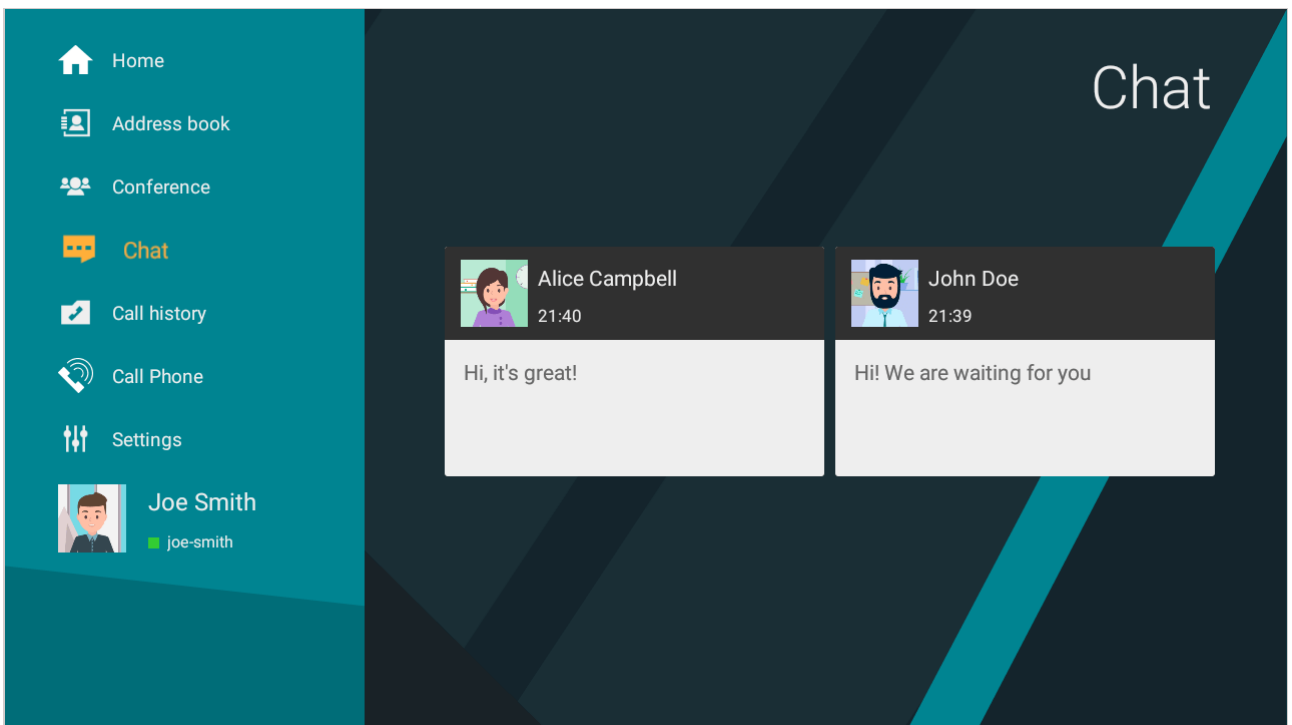 Home
Address book
Conference
Chat
Call history
Call Phone
Settings
Joe Smith
joe-smith
Chat
Alice Campbell
21:40
Hi, it's great!
John Doe
21:39
Hi! We are waiting for you